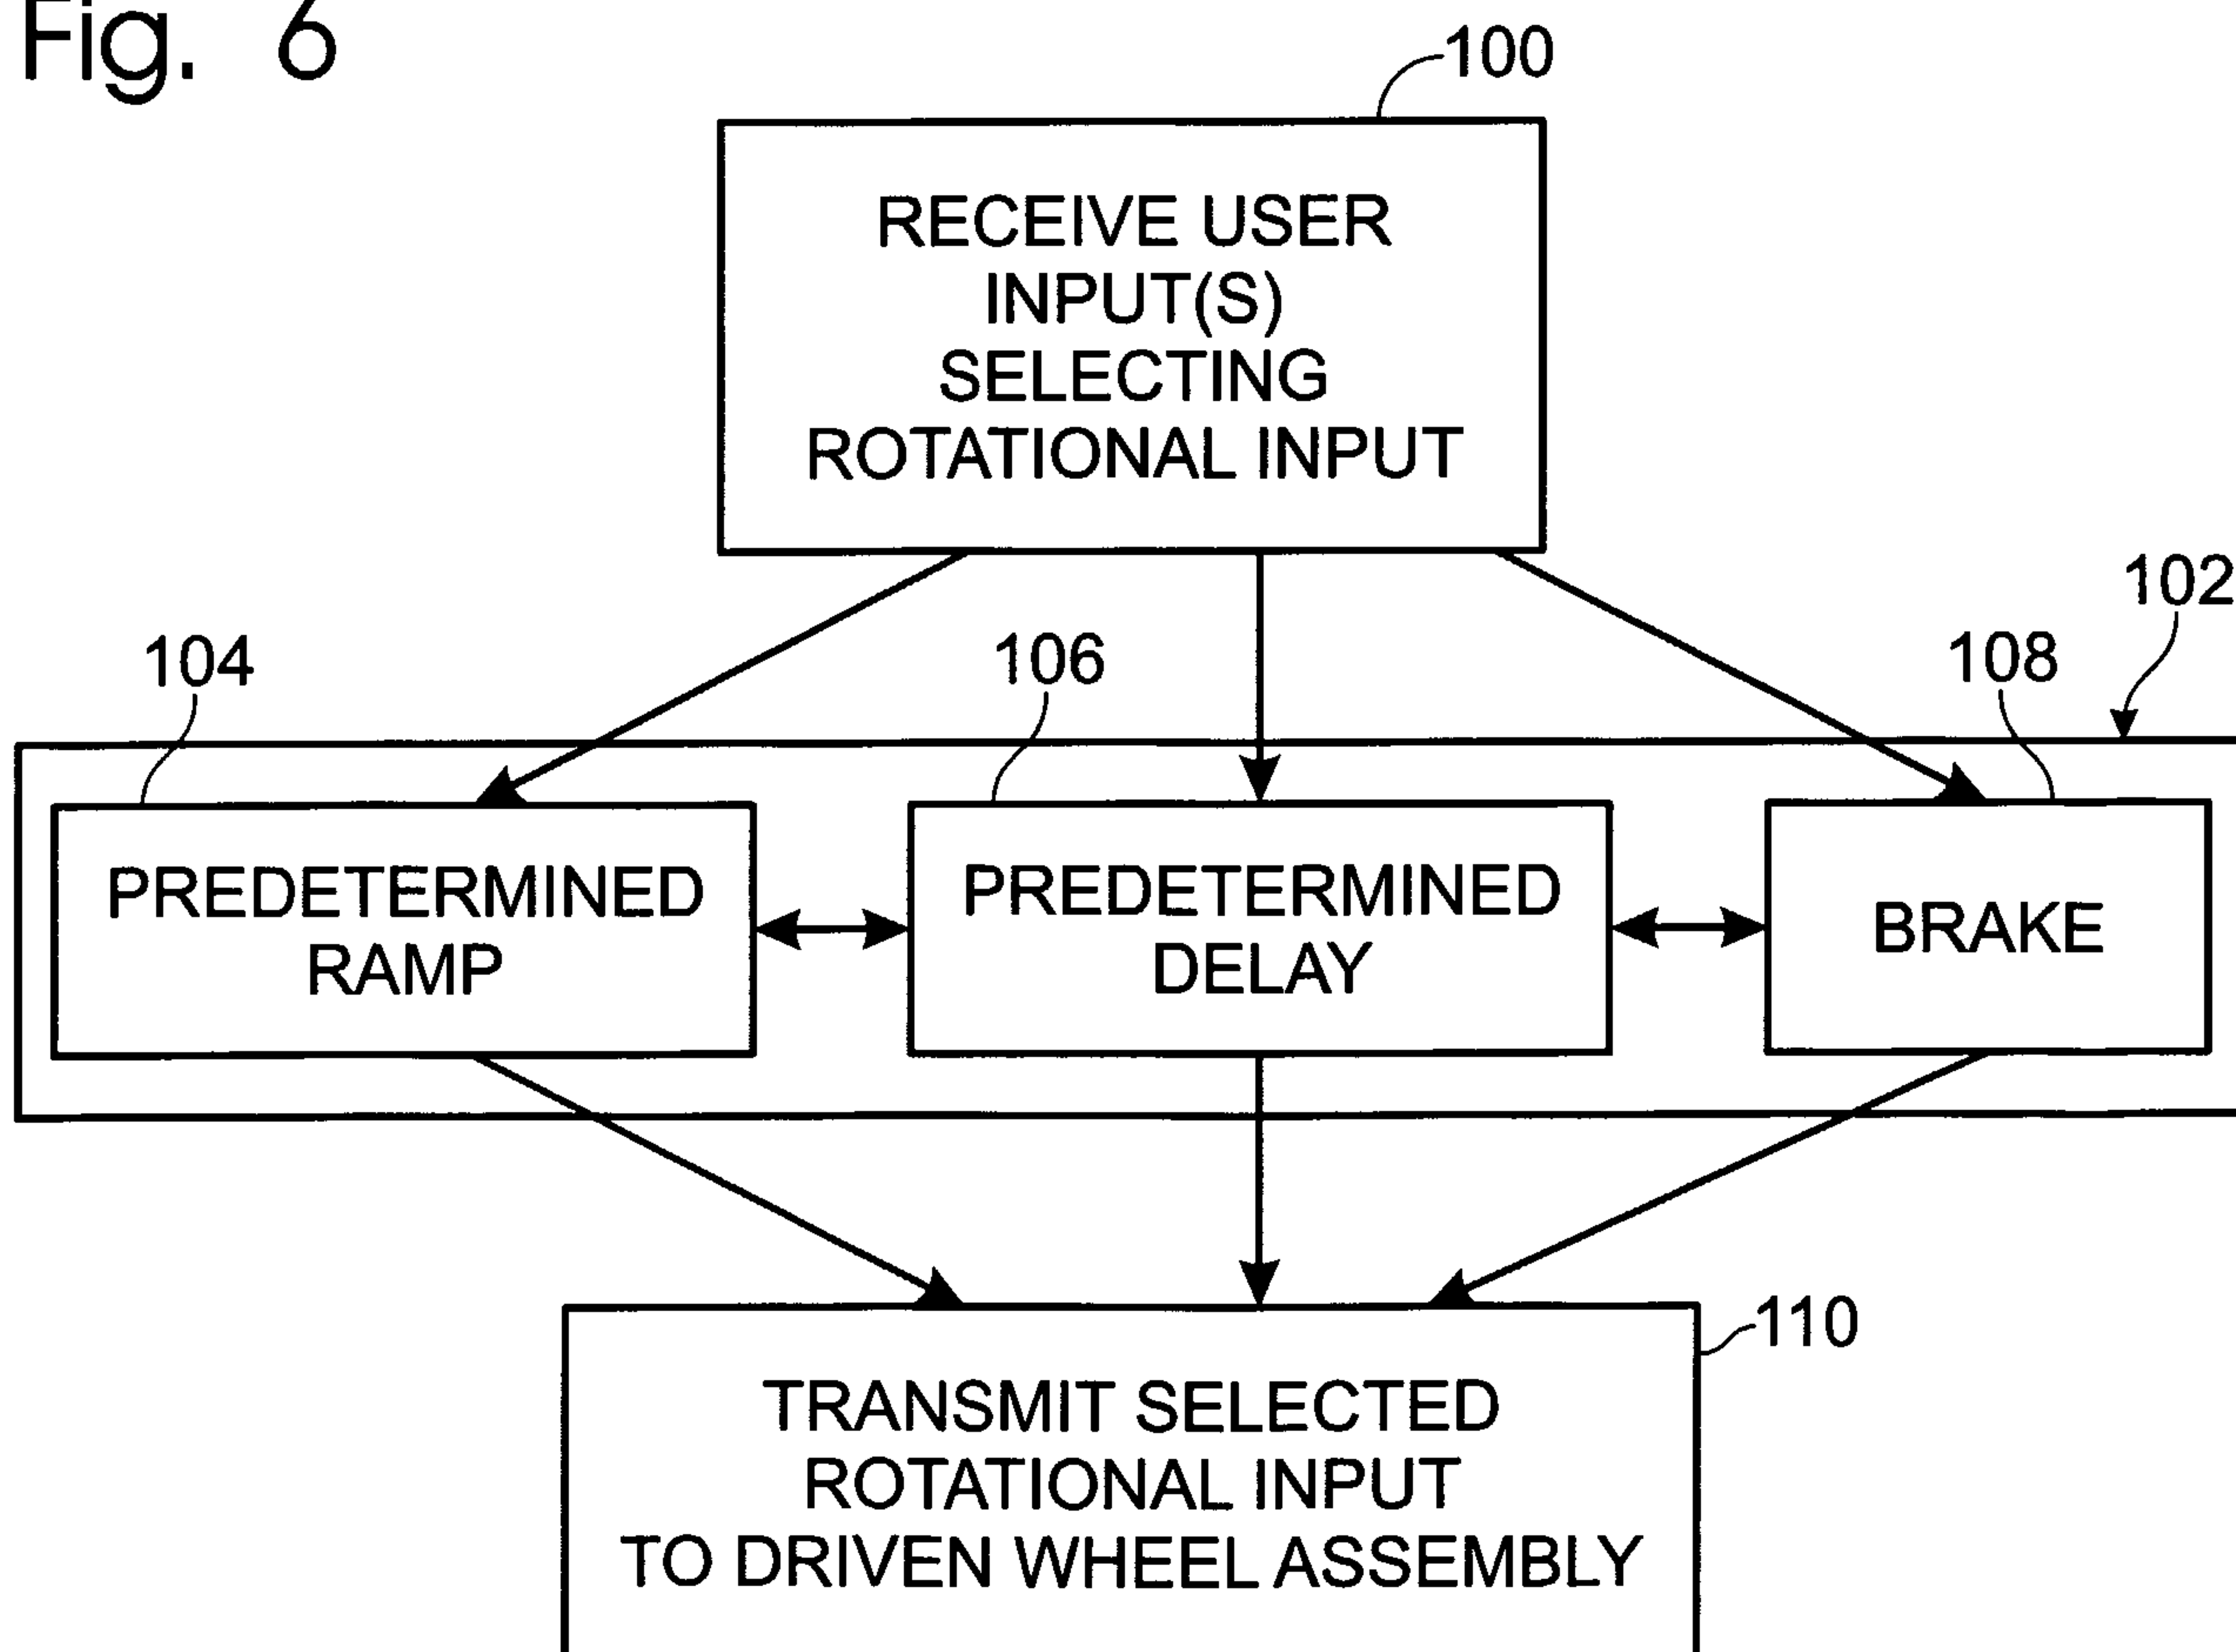 Fig. 6
100
RECEIVE USER
INPUT(S)
SELECTING
ROTATIONAL INPUT
102
104
106
108
PREDETERMINED
RAMP
PREDETERMINED
DELAY
BRAKE
110
TRANSMIT SELECTED
ROTATIONAL INPUT
TO DRIVEN WHEEL ASSEMBLY